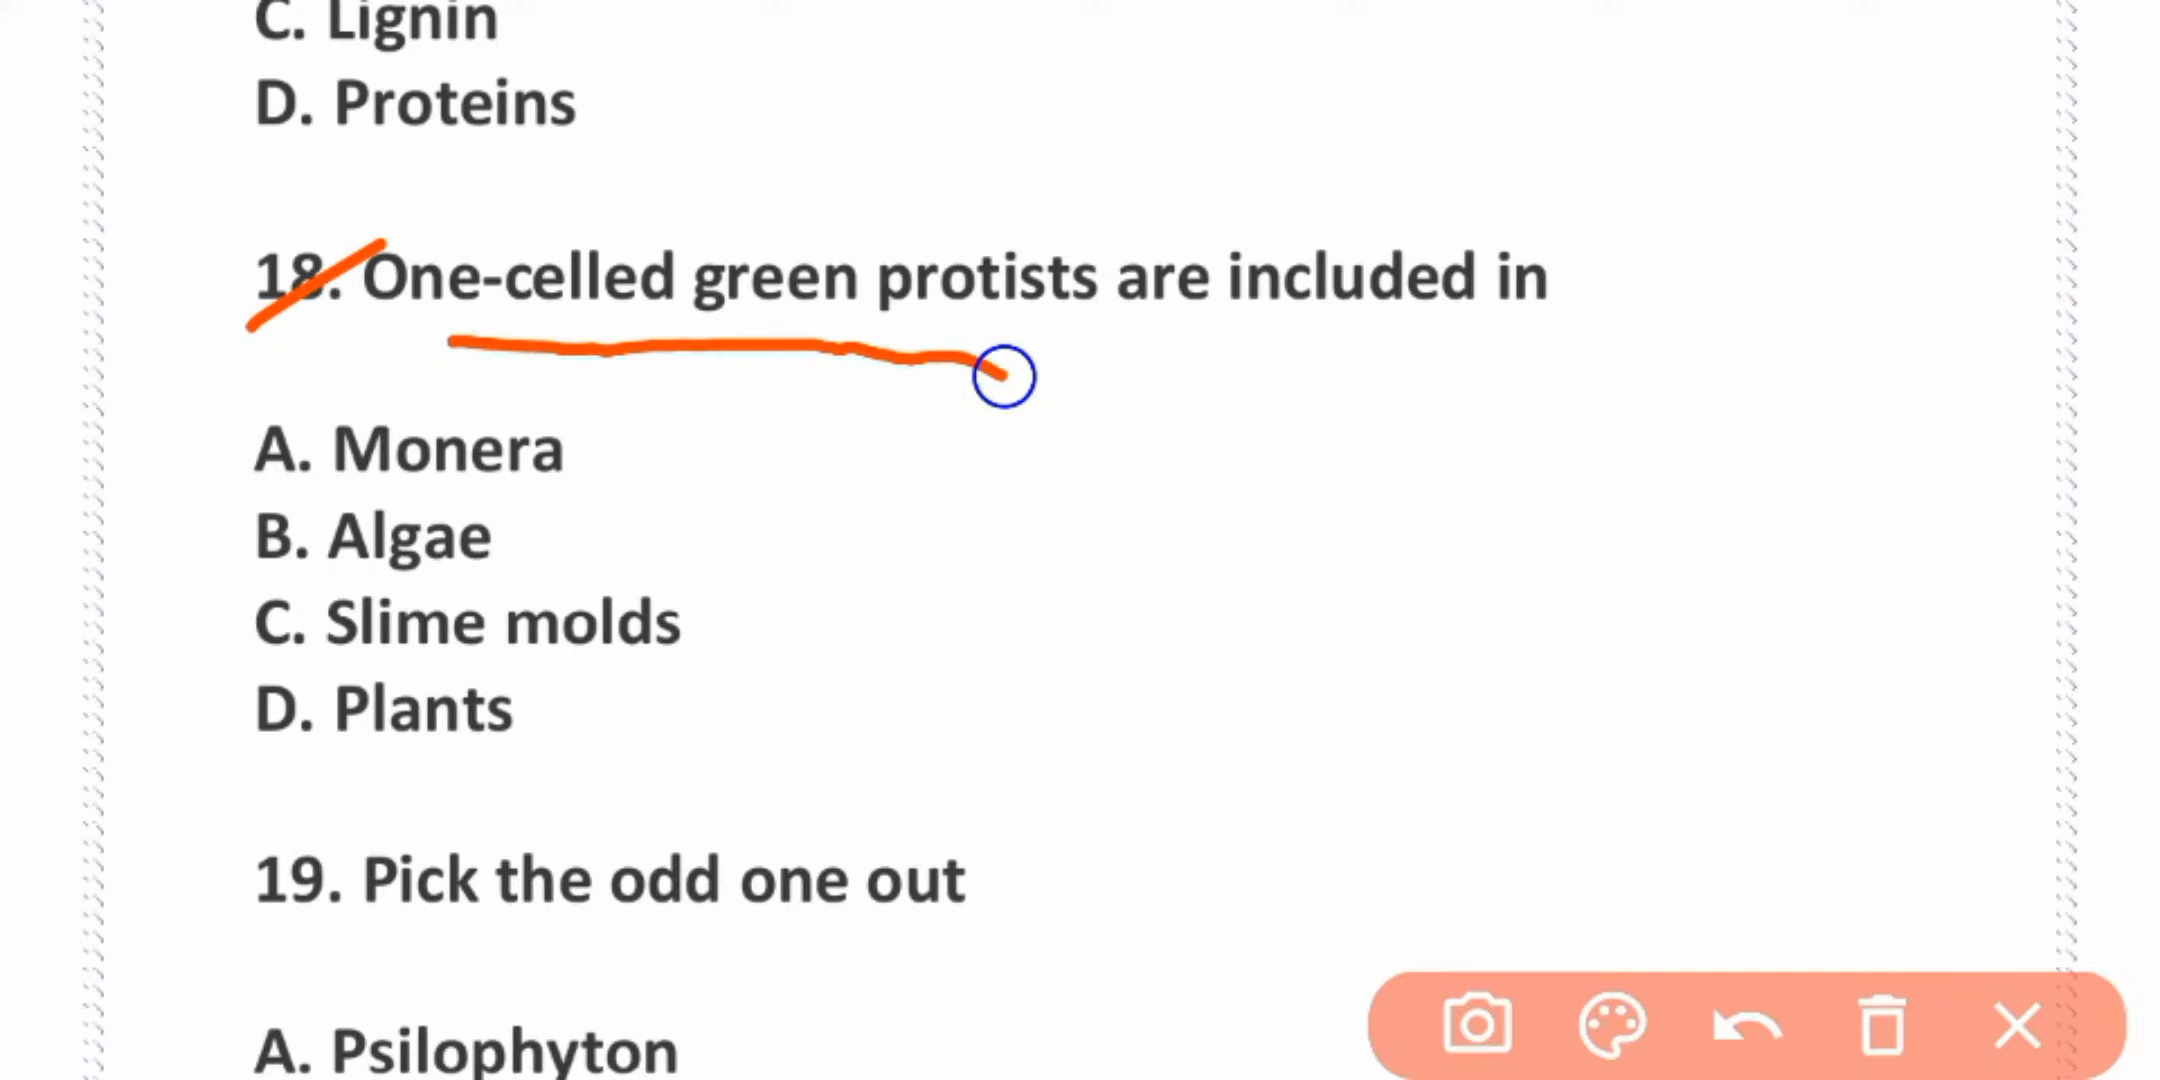 C. Lignin
D. Proteins
18. One-celled green protists are included in
A. Monera
B. Algae
C. Slime molds
D. Plants
19. Pick the odd one out
A. Psilophyton